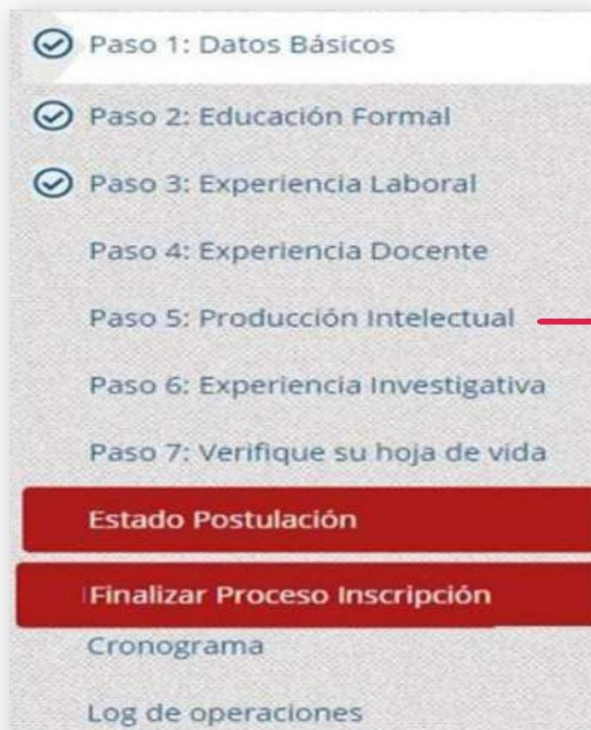 Paso 1: Datos Básicos
Paso 2: Educación Formal
Paso 3: Experiencia Laboral
Paso 4: Experiencia Docente
Paso 5: Producción Intelectual
Paso 6: Experiencia Investigativa
Paso 7: Verifique su hoja de vida
Estado Postulación
Finalizar Proceso Inscripción
Cronograma
Log de operaciones